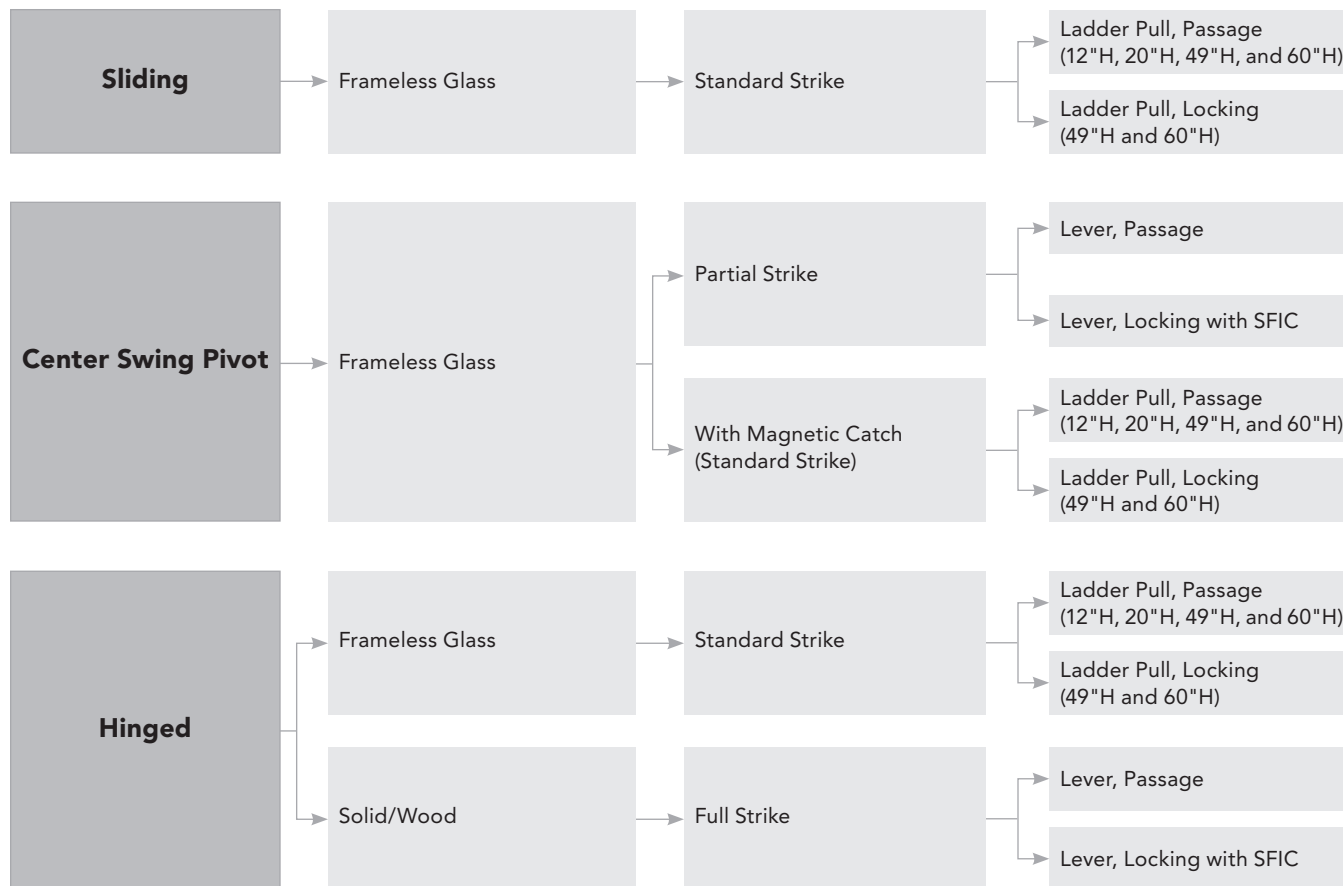 Sliding
Frameless Glass
Standard Strike
Ladder Pull, Passage
(12"H, 20"H, 49"H, and 60"H)
Ladder Pull, Locking
(49"H and 60"H)
Center Swing Pivot
Frameless Glass
Partial Strike
Lever, Passage
Lever, Locking with SFIC
With Magnetic Catch
(Standard Strike)
Ladder Pull, Passage
(12"H, 20"H, 49"H, and 60"H)
Ladder Pull, Locking
(49"H and 60"H)
Hinged
Frameless Glass
Standard Strike
Ladder Pull, Passage
(12"H, 20"H, 49"H, and 60"H)
Ladder Pull, Locking
(49"H and 60"H)
Solid/Wood
Full Strike
Lever, Passage
Lever, Locking with SFIC